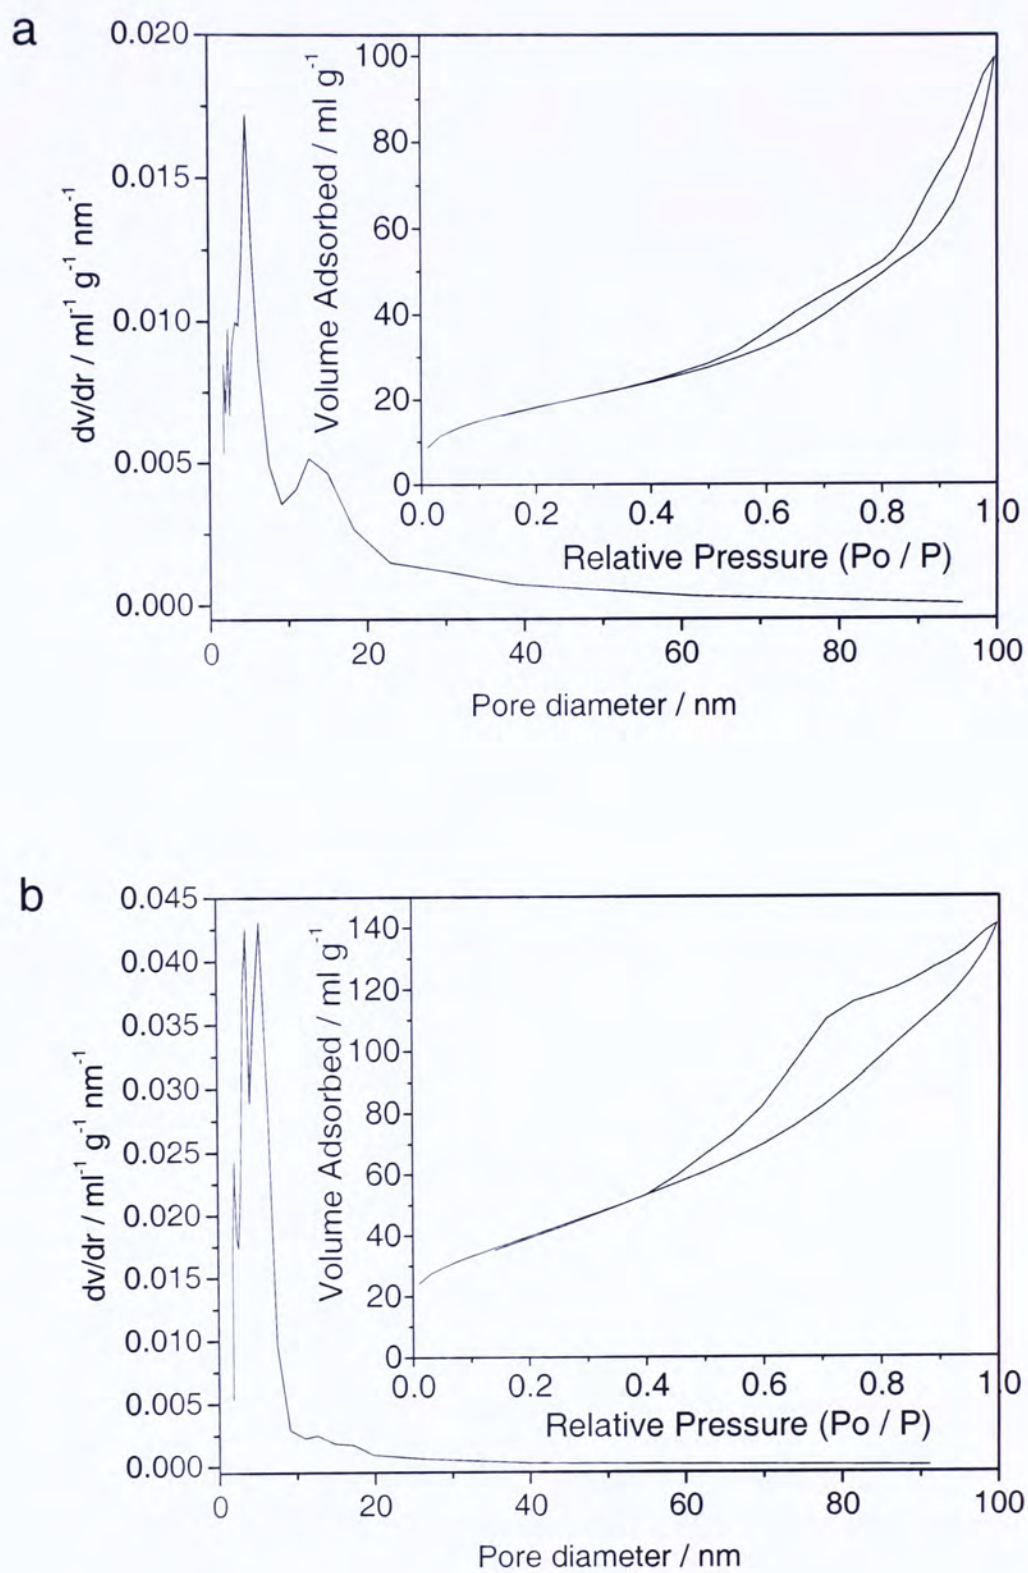 a
0.020
0.015
0.010
0.005
0.000
dv/dr / ml⁻¹ g⁻¹ nm⁻¹
0 20 40 60 80 100
Pore diameter / nm
100
80
60
40
20
0
Volume Adsorbed / ml g⁻¹
0.0 0.2 0.4 0.6 0.8 1.0
Relative Pressure (Po / P)
b
0.045
0.040
0.035
0.030
0.025
0.020
0.015
0.010
0.005
0.000
dv/dr / ml⁻¹ g⁻¹ nm⁻¹
0 20 40 60 80 100
Pore diameter / nm
140
120
100
80
60
40
20
0
Volume Adsorbed / ml g⁻¹
0.0 0.2 0.4 0.6 0.8 1.0
Relative Pressure (Po / P)